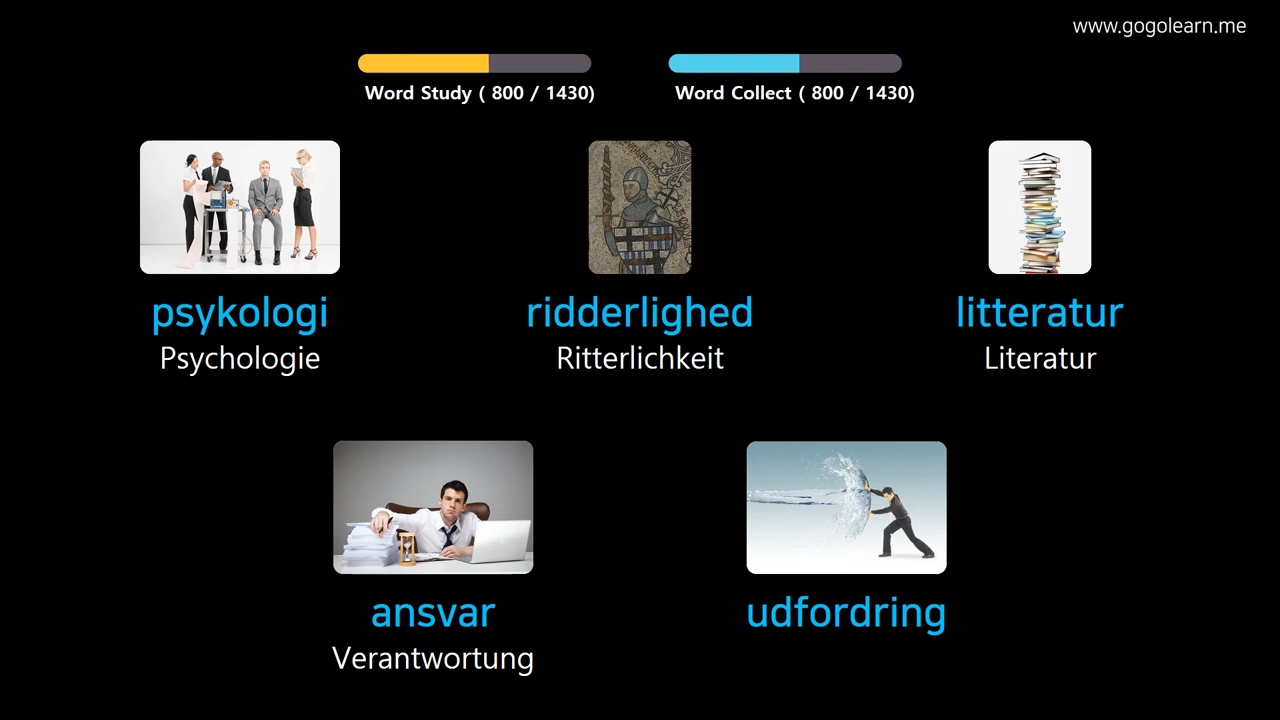 www.gogolearn.me
Word Study ( 800 / 1430)
Word Collect ( 800 / 1430)
psykologi
Psychologie
ridderlighed
Ritterlichkeit
litteratur
Literatur
ansvar
Verantwortung
udfordring